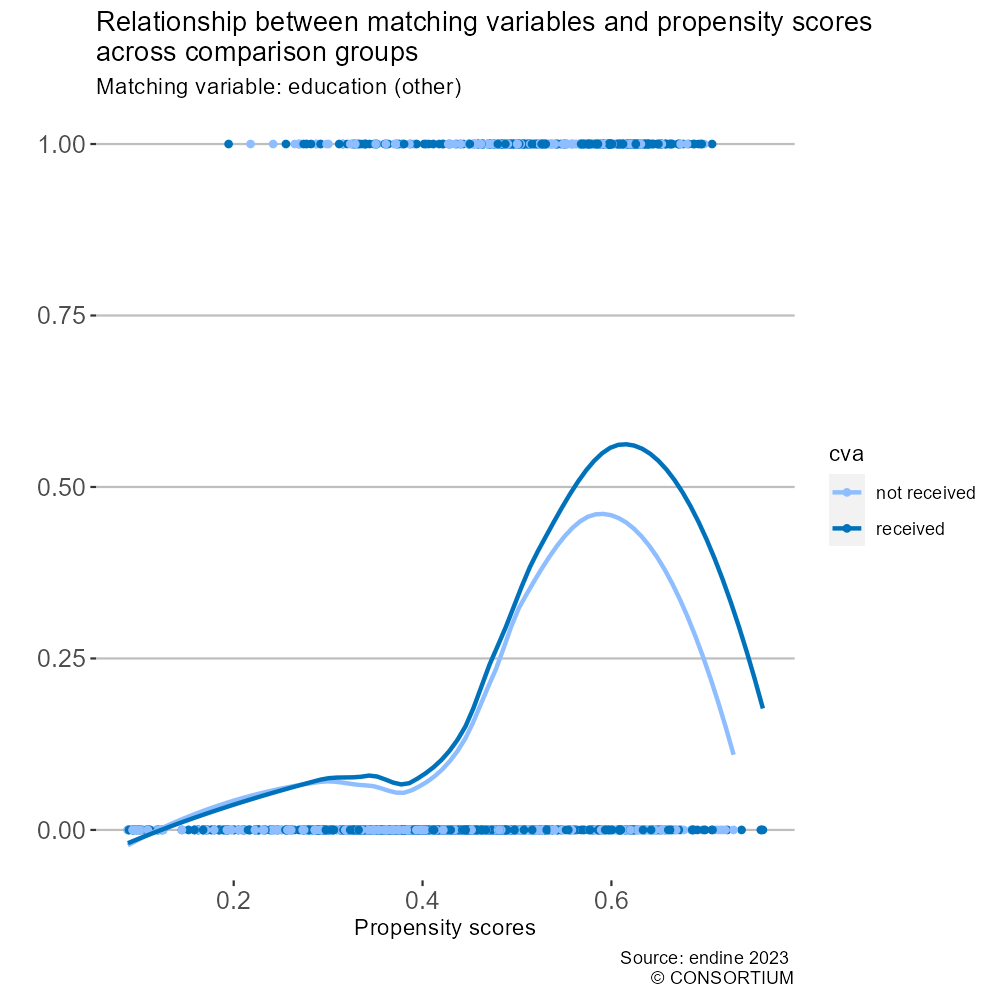 Relationship between matching variables and propensity scores
across comparison groups
Matching variable: education (other)
1.00
0.75
0.50
0.25
0.00
cva
not received
received
0.2 0.4 0.6
Propensity scores
Source: endine 2023
© CONSORTIUM